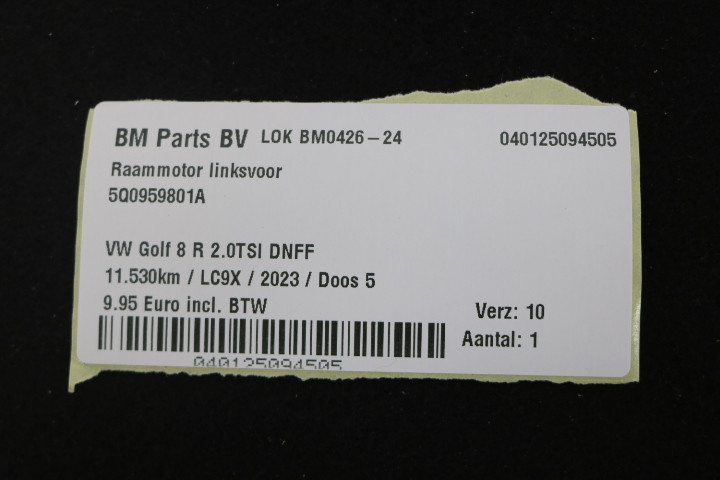 BM Parts BV LOK BM0426-24 040125094505
Raammotor linksvoor
5Q0959801A
VW Golf 8 R 2.0TSI DNFF
11.530km / LC9X / 2023 / Doos 5
9.95 Euro incl. BTW Verz: 10
Aantal: 1
040125094505